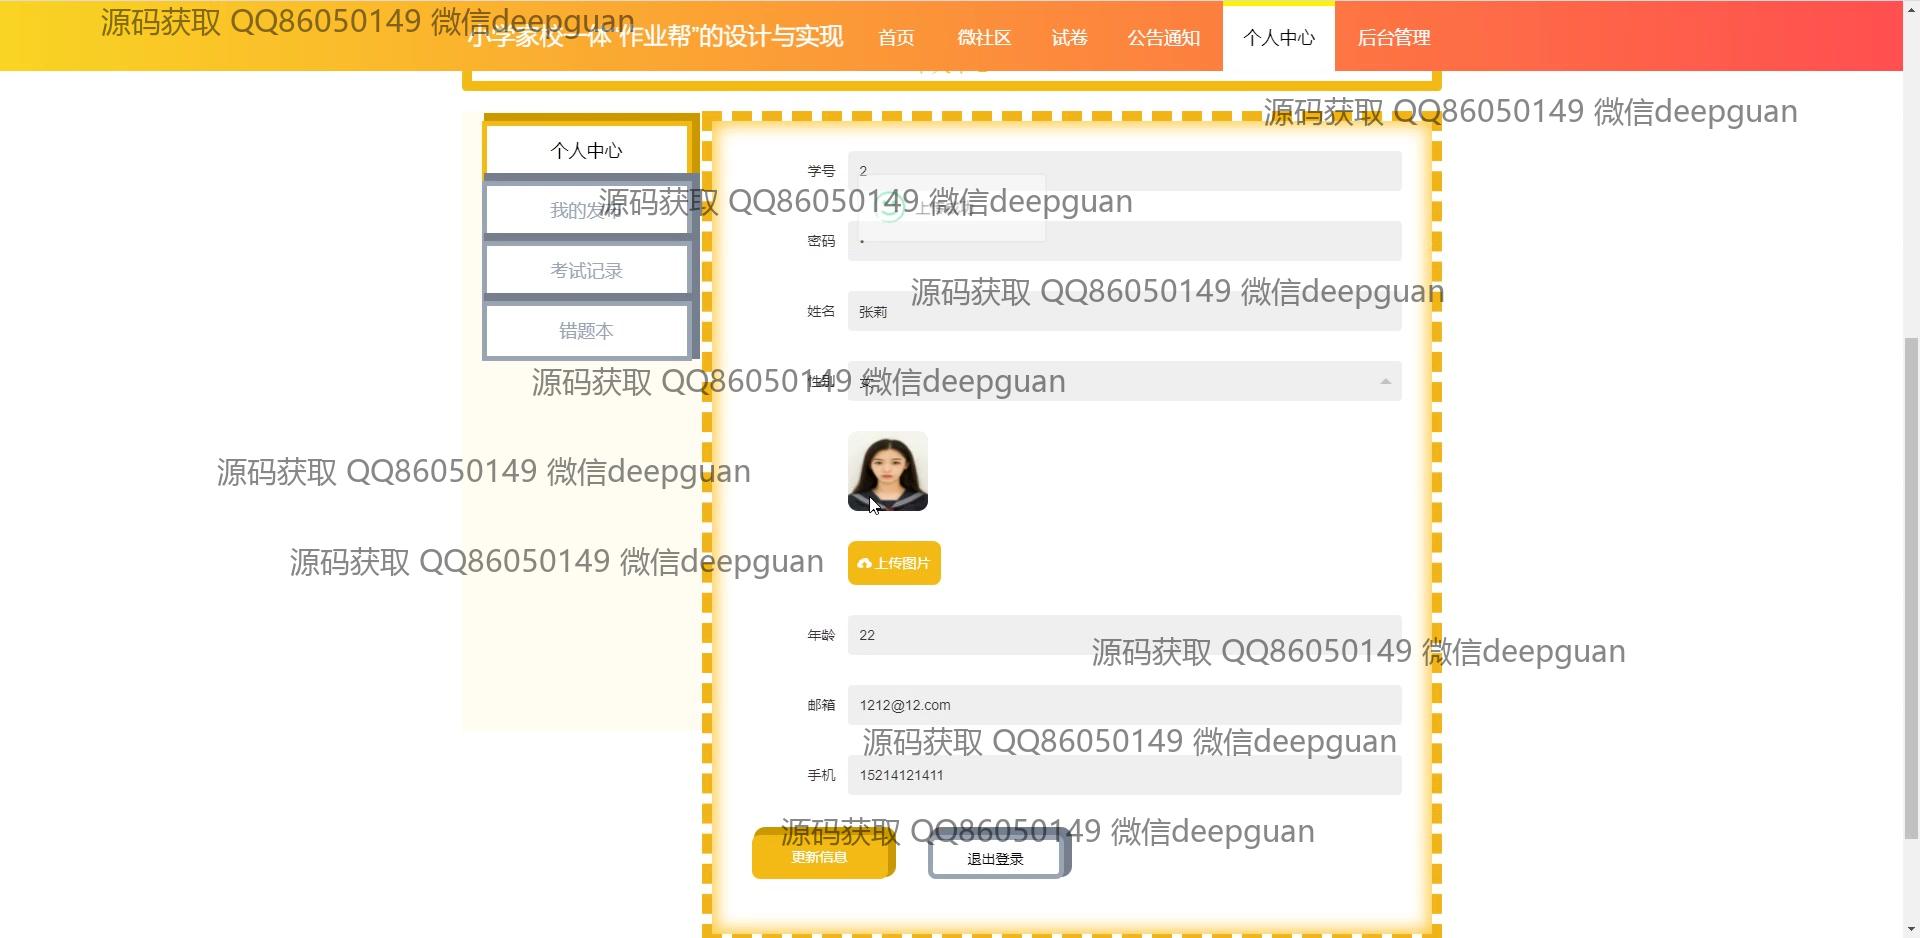 源码获取 QQ86050149 微信deepguan
小学家校一体“作业帮”的设计与实现
首页
微社区
试卷
公告通知
个人中心
后台管理
源码获取 QQ86050149 微信deepguan
个人中心
学号
2
我的发布
源码获取 QQ86050149 微信deepguan
密码
考试记录
源码获取 QQ86050149 微信deepguan
姓名
张莉
错题本
源码获取 QQ86050149 微信deepguan
性别
女
源码获取 QQ86050149 微信deepguan
源码获取 QQ86050149 微信deepguan
上传图片
年龄
22
源码获取 QQ86050149 微信deepguan
邮箱
1212@12.com
源码获取 QQ86050149 微信deepguan
手机
15214121411
源码获取 QQ86050149 微信deepguan
更新信息
退出登录